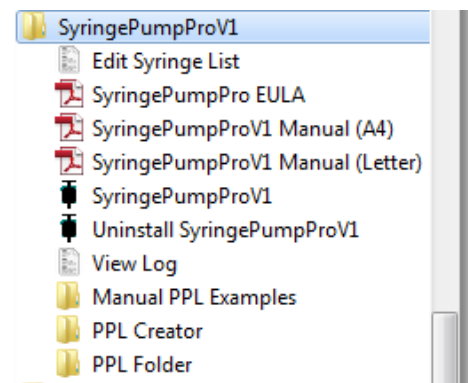 SyringePumpProV1
Edit Syringe List
SyringePumpPro EULA
SyringePumpProV1 Manual (A4)
SyringePumpProV1 Manual (Letter)
SyringePumpProV1
Uninstall SyringePumpProV1
View Log
Manual PPL Examples
PPL Creator
PPL Folder